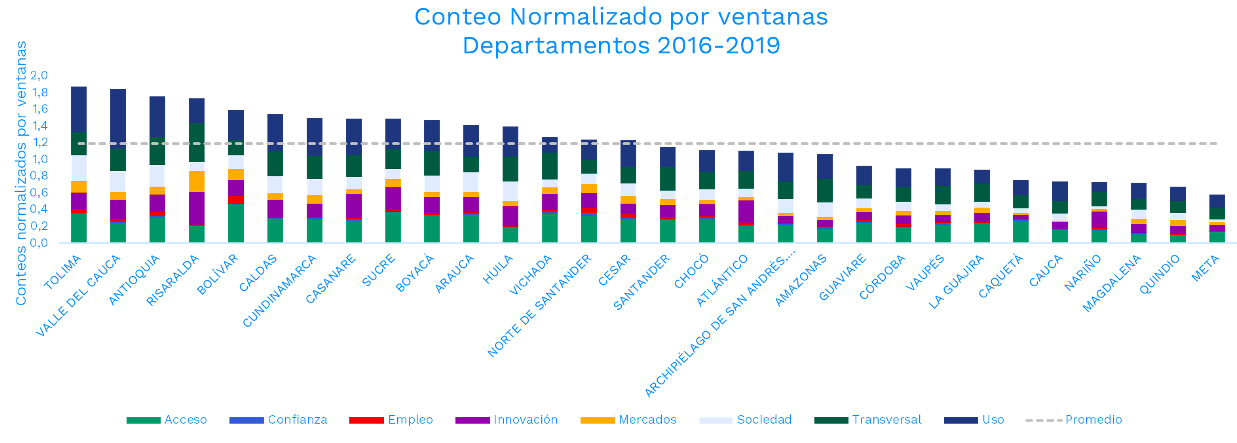 Conteo Normalizado por ventanas
Departamentos 2016-2019
Conteos normalizados por ventanas
2,0
1,8
1,6
1,4
1,2
1,0
0,8
0,6
0,4
0,2
0,0
TOLIMA
VALLE DEL CAUCA
ANTIOQUIA
RISARALDA
BOLÍVAR
CALDAS
CUNDINAMARCA
CASANARE
SUCRE
BOYACÁ
ARAUCA
HUILA
VICHADA
NORTE DE SANTANDER
CESAR
SANTANDER
CHOCÓ
ATLÁNTICO
ARCHIPIÉLAGO DE SAN ANDRÉS....
AMAZONAS
GUAVIARE
CÓRDOBA
VAUPÉS
LA GUAJIRA
CAQUETÁ
CAUCA
NARIÑO
MAGDALENA
QUINDIO
META
Acceso Confianza Empleo Innovación Mercados Sociedad Transversal Uso Promedio